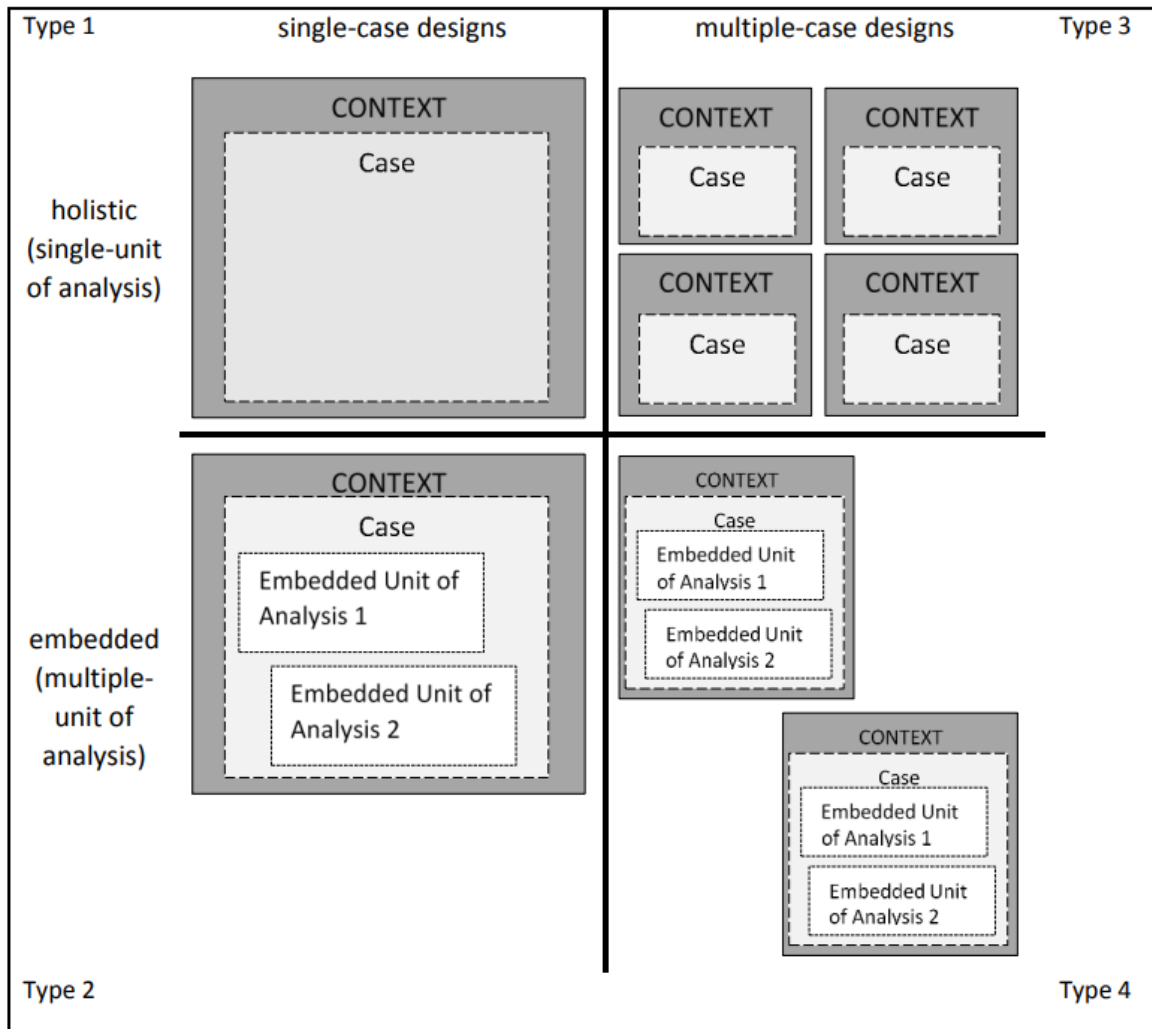 Type 1
single-case designs
multiple-case designs
Type 3
holistic
(single-unit
of analysis)
CONTEXT
Case
CONTEXT
Case
CONTEXT
Case
CONTEXT
Case
CONTEXT
Case
embedded
(multiple-
unit of
analysis)
CONTEXT
Case
Embedded Unit of
Analysis 1
Embedded Unit of
Analysis 2
CONTEXT
Case
Embedded Unit
of Analysis 1
Embedded Unit
of Analysis 2
CONTEXT
Case
Embedded Unit
of Analysis 1
Embedded Unit
of Analysis 2
Type 2
Type 4